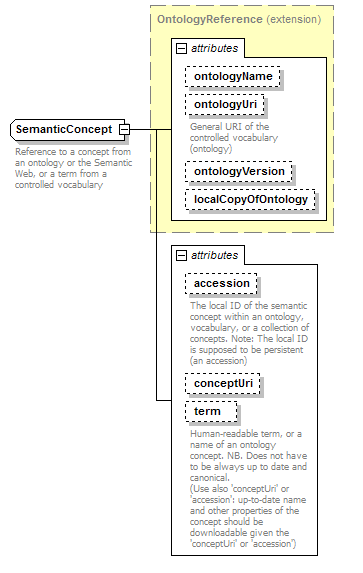 OntologyReference (extension)
attributes
ontologyName
ontologyUri
General URI of the
controlled vocabulary
(ontology)
ontologyVersion
localCopyOfOntology
SemanticConcept
Reference to a concept from
an ontology or the Semantic
Web, or a term from a
controlled vocabulary
attributes
accession
The local ID of the semantic
concept within an ontology,
vocabulary, or a collection of
concepts. Note: The local ID
is supposed to be persistent
(an accession)
conceptUri
term
Human-readable term, or a
name of an ontology
concept. NB. Does not have
to be always up to date and
canonical.
(Use also 'conceptUri' or
'accession': up-to-date name
and other properties of the
concept should be
downloadable given the
'conceptUri' or 'accession')